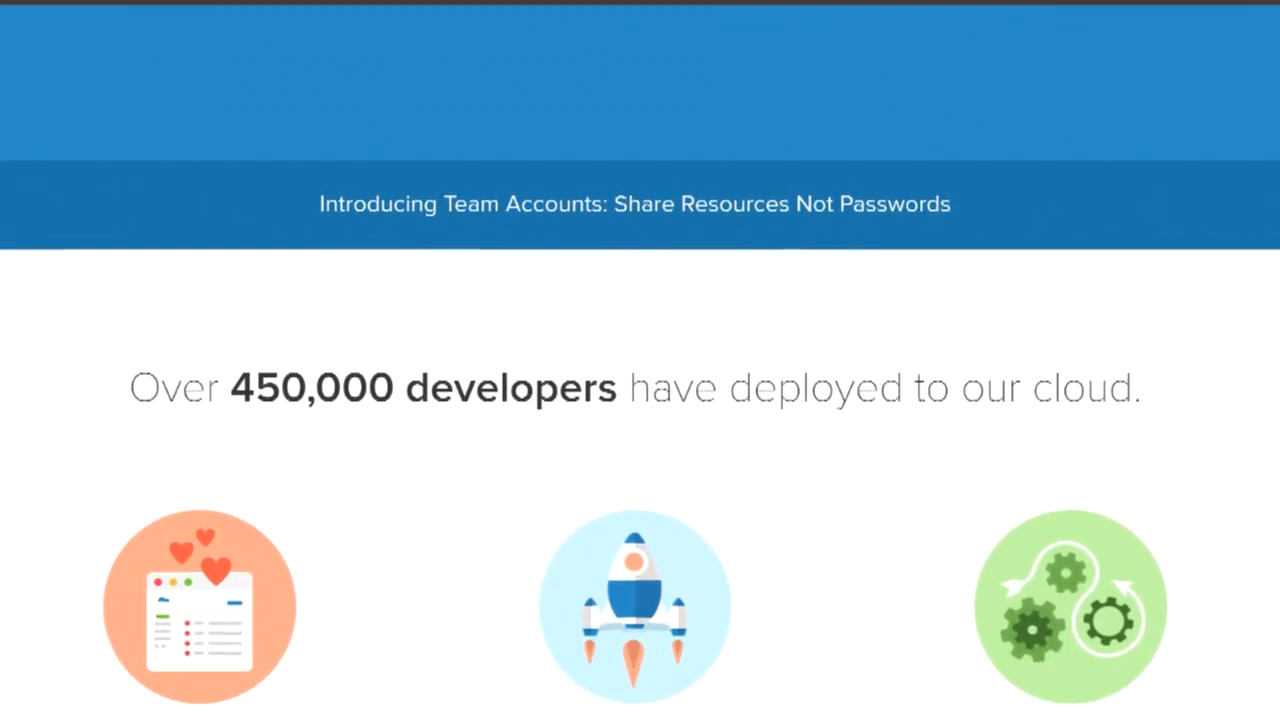 Introducing Team Accounts: Share Resources Not Passwords
Over 450,000 developers have deployed to our cloud.